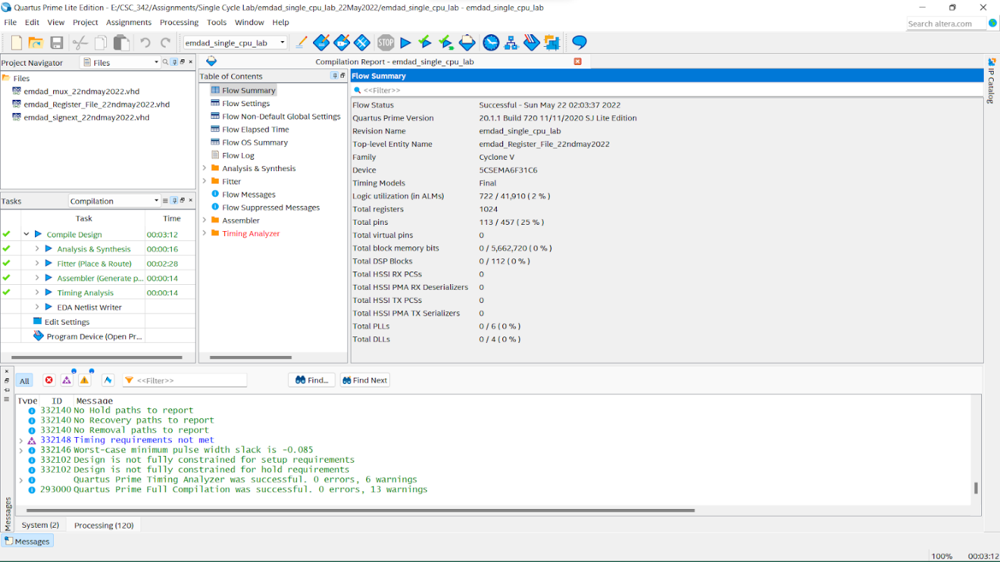 Quartus Prime Lite Edition - E:/CSC_342/Assignments/Single Cycle Lab/emdad_single_cpu_lab_22May2022/emdad_single_cpu_lab - emdad_single_cpu_lab
File Edit View Project Assignments Processing Tools Window Help
Search altera.com
emdad_single_cpu_lab
STOP
Project Navigator
Files
Files
emdad_mux_22ndmay2022.vhd
emdad_Register_File_22ndmay2022.vhd
emdad_signext_22ndmay2022.vhd
Tasks
Compilation
Task Time
Compile Design 00:03:12
Analysis & Synthesis 00:00:16
Fitter (Place & Route) 00:02:28
Assembler (Generate p... 00:00:14
Timing Analysis 00:00:14
EDA Netlist Writer
Edit Settings
Program Device (Open Pr...
Compilation Report - emdad_single_cpu_lab
Table of Contents
Flow Summary
Flow Settings
Flow Non-Default Global Settings
Flow Elapsed Time
Flow OS Summary
Flow Log
Analysis & Synthesis
Fitter
Flow Messages
Flow Suppressed Messages
Assembler
Timing Analyzer
Flow Summary
<<Filter>>
Flow Status Successful - Sun May 22 02:03:37 2022
Quartus Prime Version 20.1.1 Build 720 11/11/2020 SJ Lite Edition
Revision Name emdad_single_cpu_lab
Top-level Entity Name emdad_Register_File_22ndmay2022
Family Cyclone V
Device 5CSEMA6F31C6
Timing Models Final
Logic utilization (in ALMs) 722 / 41,910 ( 2 % )
Total registers 1024
Total pins 113 / 457 ( 25 % )
Total virtual pins 0
Total block memory bits 0 / 5,662,720 ( 0 % )
Total DSP Blocks 0 / 112 ( 0 % )
Total HSSI RX PCSs 0
Total HSSI PMA RX Deserializers 0
Total HSSI TX PCSs 0
Total HSSI PMA TX Serializers 0
Total PLLs 0 / 6 ( 0 % )
Total DLLs 0 / 4 ( 0 % )
IP Catalog
All
<<Filter>>
Find...
Find Next
Type ID Message
332140 No Hold paths to report
332140 No Recovery paths to report
332140 No Removal paths to report
332148 Timing requirements not met
332146 Worst-case minimum pulse width slack is -0.085
332102 Design is not fully constrained for setup requirements
332102 Design is not fully constrained for hold requirements
Quartus Prime Timing Analyzer was successful. 0 errors, 6 warnings
293000 Quartus Prime Full Compilation was successful. 0 errors, 13 warnings
Messages
System (2) Processing (120)
Messages
100% 00:03:12